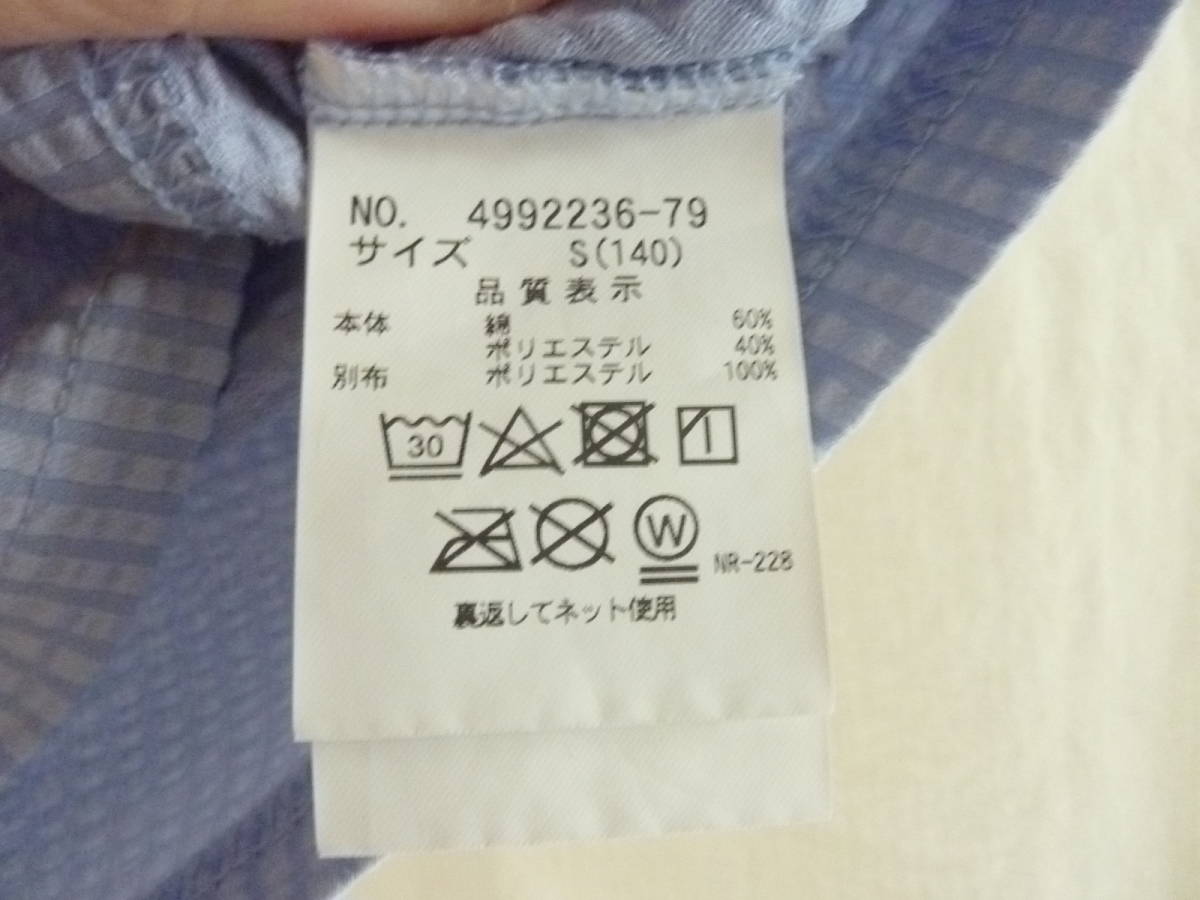 NO. 4992236-79
サイズ S(140)
品質表示
本体 綿 60%
ポリエステル 40%
別布 ポリエステル 100%
30
W
NR-228
裏返してネット使用